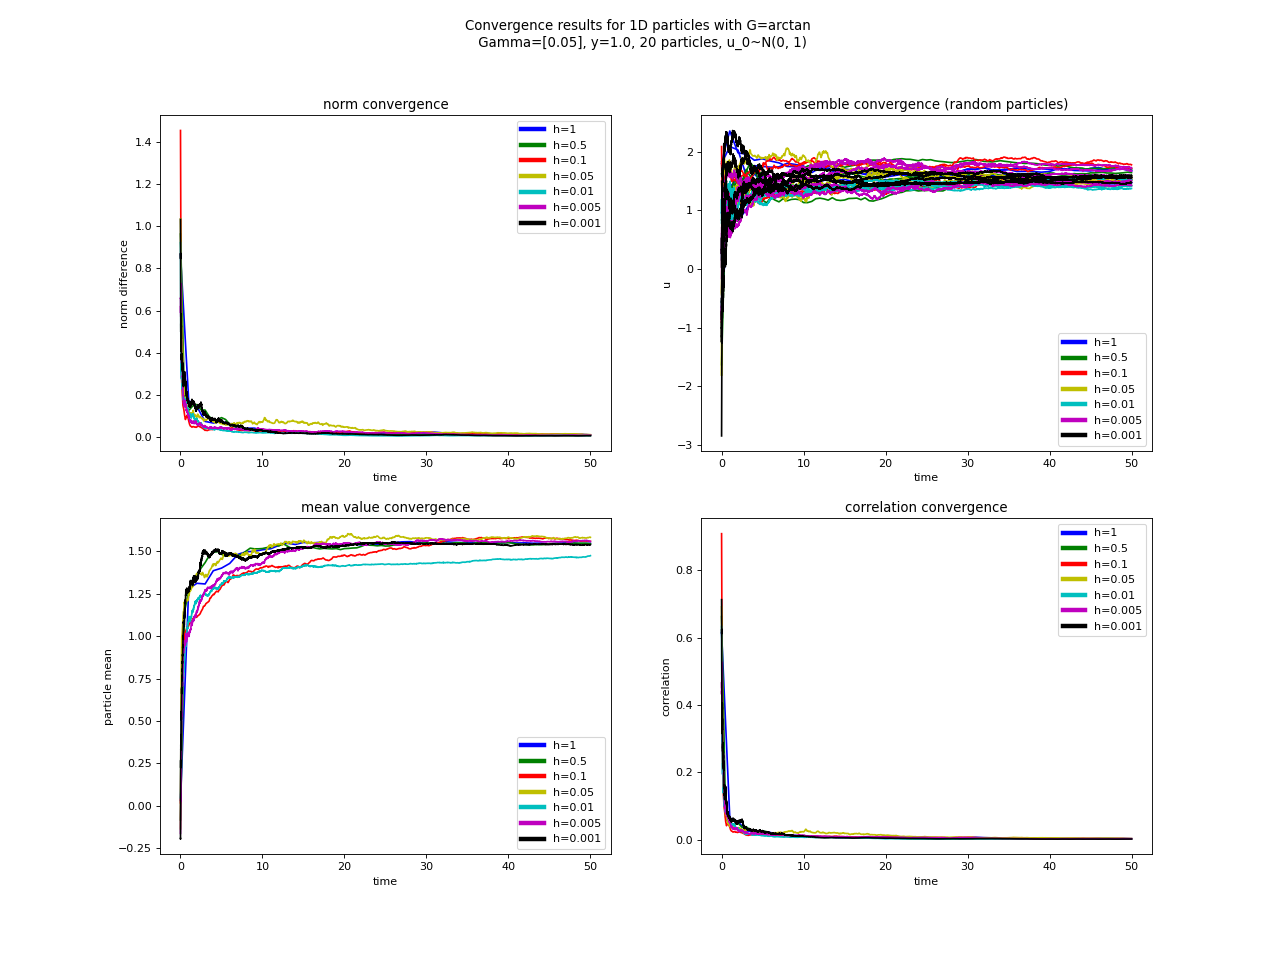 Convergence results for 1D particles with G=arctan
Gamma=[0.05], y=1.0, 20 particles, u_0~N(0, 1)
norm convergence
norm difference
1.4
1.2
1.0
0.8
0.6
0.4
0.2
0.0
0 10 20 30 40 50
time
h=1
h=0.5
h=0.1
h=0.05
h=0.01
h=0.005
h=0.001
ensemble convergence (random particles)
u
2
1
0
−1
−2
−3
0 10 20 30 40 50
time
h=1
h=0.5
h=0.1
h=0.05
h=0.01
h=0.005
h=0.001
mean value convergence
particle mean
1.50
1.25
1.00
0.75
0.50
0.25
0.00
−0.25
0 10 20 30 40 50
time
h=1
h=0.5
h=0.1
h=0.05
h=0.01
h=0.005
h=0.001
correlation convergence
correlation
0.8
0.6
0.4
0.2
0.0
0 10 20 30 40 50
time
h=1
h=0.5
h=0.1
h=0.05
h=0.01
h=0.005
h=0.001